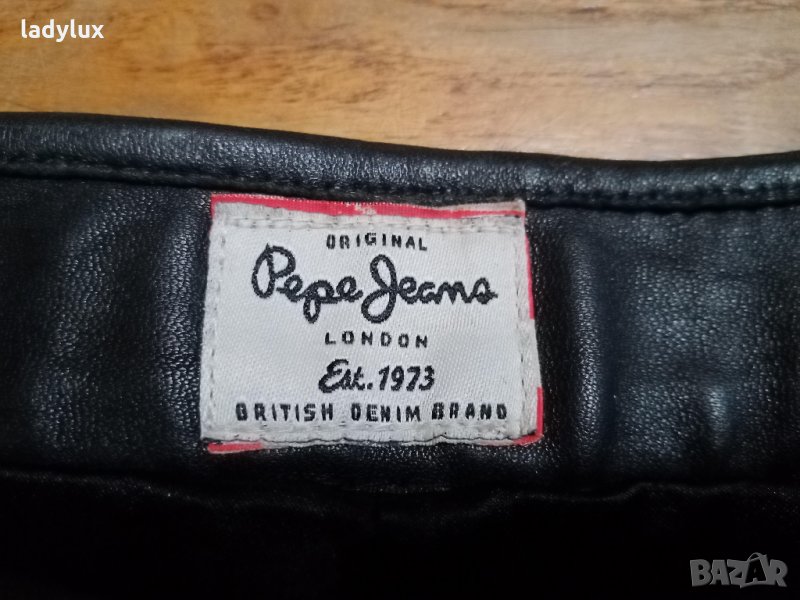 ladylux
ORIGINAL
Pepe Jeans
LONDON
Est. 1973
BRITISH DENIM BRAND
BAZAR